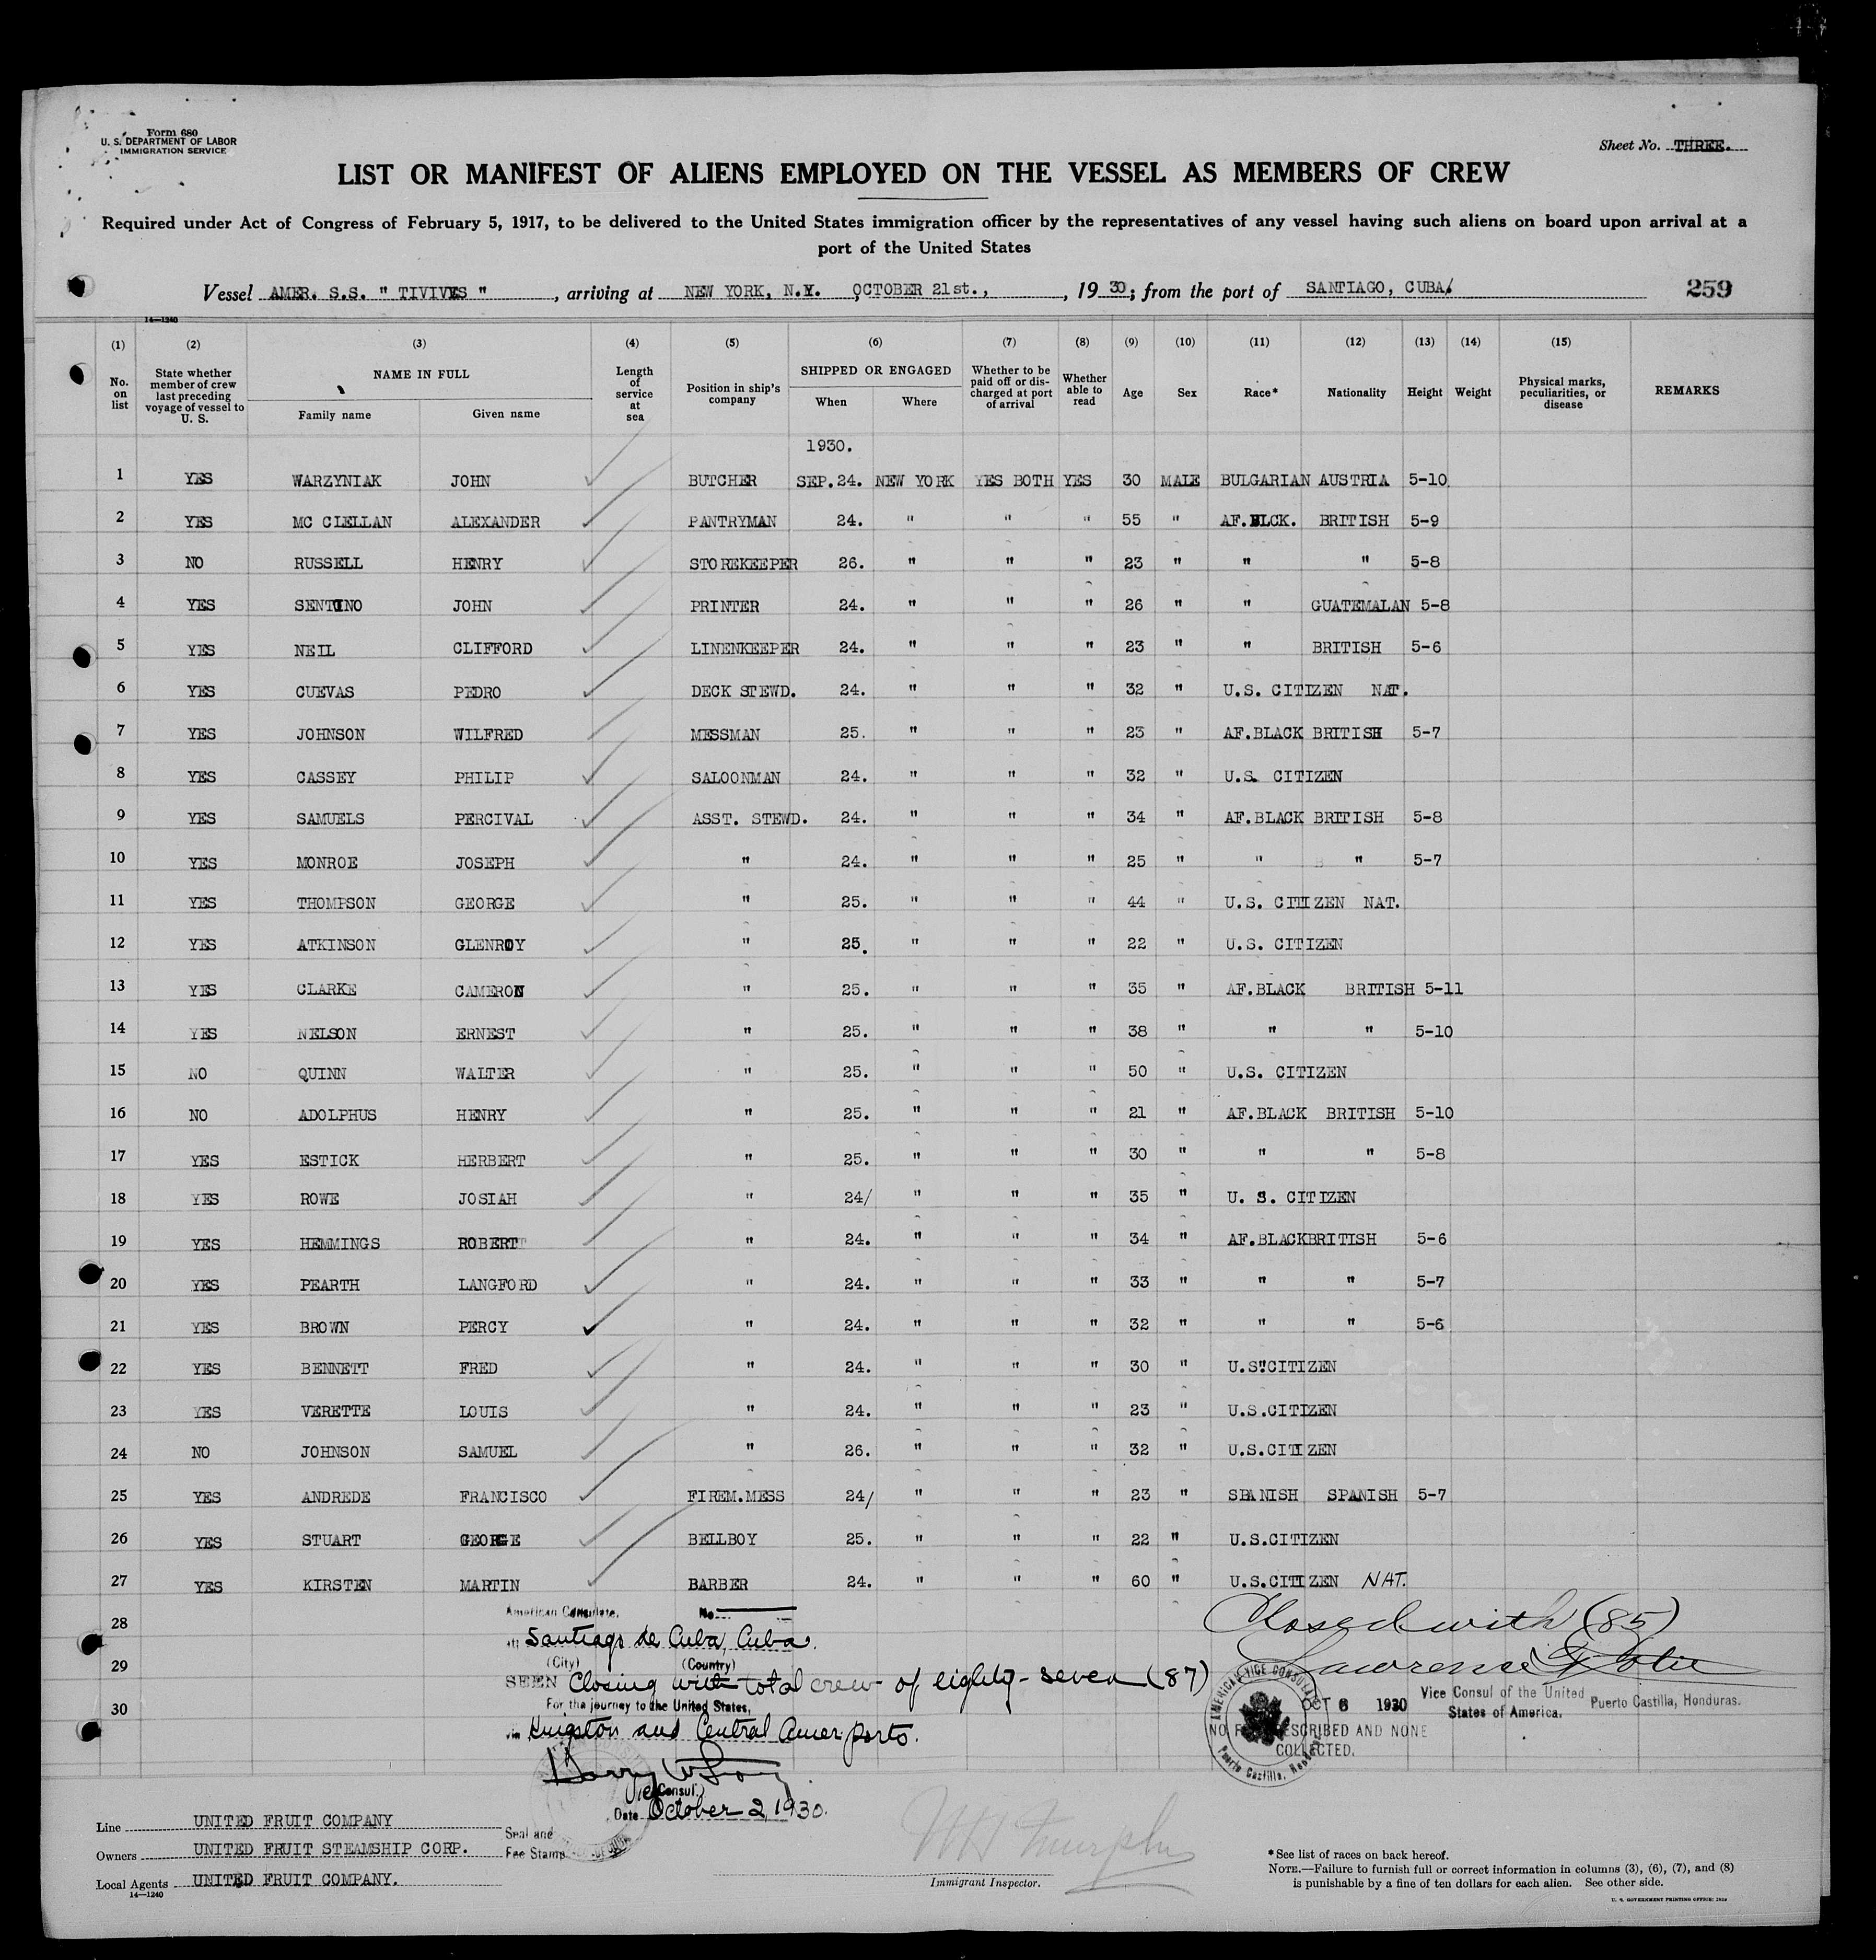 Form 680
U. S. DEPARTMENT OF LABOR
IMMIGRATION SERVICE
Sheet No. THREE.
LIST OR MANIFEST OF ALIENS EMPLOYED ON THE VESSEL AS MEMBERS OF CREW
Required under Act of Congress of February 5, 1917, to be delivered to the United States immigration officer by the representatives of any vessel having such aliens on board upon arrival at a
port of the United States
Vessel AMER. S.S. " TIVIVES " , arriving at NEW YORK, N.Y. OCTOBER 21st., , 19 30; from the port of SANTIAGO, CUBA. 259
14—1240
(1) (2) (3) (4) (5) (6) (7) (8) (9) (10) (11) (12) (13) (14) (15)
No. on list
State whether member of crew last preceding voyage of vessel to U. S.
NAME IN FULL
Family name Given name
Length of service at sea
Position in ship's company
SHIPPED OR ENGAGED
When Where
Whether to be paid off or discharged at port of arrival
Whether able to read
Age Sex Race* Nationality Height Weight
Physical marks, peculiarities, or disease
REMARKS
1930.
1 YES WARZYNIAK JOHN BUTCHER SEP.24. NEW YORK YES BOTH YES 30 MALE BULGARIAN AUSTRIA 5-10
2 YES MC CLELLAN ALEXANDER PANTRYMAN 24. " " " 55 " AF.BLCK. BRITISH 5-9
3 NO RUSSELL HENRY STOREKEEPER 26. " " " 23 " " " 5-8
4 YES SENTINO JOHN PRINTER 24. " " " 26 " " GUATEMALAN 5-8
5 YES NEIL CLIFFORD LINENKEEPER 24. " " " 23 " " BRITISH 5-6
6 YES CUEVAS PEDRO DECK STEWD. 24. " " " 32 " U.S. CITIZEN NAT.
7 YES JOHNSON WILFRED MESSMAN 25. " " " 23 " AF.BLACK BRITISH 5-7
8 YES CASSEY PHILIP SALOONMAN 24. " " " 32 " U.S. CITIZEN
9 YES SAMUELS PERCIVAL ASST. STEWD. 24. " " " 34 " AF.BLACK BRITISH 5-8
10 YES MONROE JOSEPH " 24. " " " 25 " " " 5-7
11 YES THOMPSON GEORGE " 25. " " " 44 " U.S. CITIZEN NAT.
12 YES ATKINSON GLENROY " 25. " " " 22 " U.S. CITIZEN
13 YES CLARKE CAMERON " 25. " " " 35 " AF.BLACK BRITISH 5-11
14 YES NELSON ERNEST " 25. " " " 38 " " " 5-10
15 NO QUINN WALTER " 25. " " " 50 " U.S. CITIZEN
16 NO ADOLPHUS HENRY " 25. " " " 21 " AF.BLACK BRITISH 5-10
17 YES ESTICK HERBERT " 25. " " " 30 " " " 5-8
18 YES ROWE JOSIAH " 24/ " " " 35 " U. S. CITIZEN
19 YES HEMMINGS ROBERT " 24. " " " 34 " AF.BLACKBRITISH 5-6
20 YES PEARTH LANGFORD " 24. " " " 33 " " " 5-7
21 YES BROWN PERCY " 24. " " " 32 " " " 5-6
22 YES BENNETT FRED " 24. " " " 30 " U.S.CITIZEN
23 YES VERETTE LOUIS " 24. " " " 23 " U.S.CITIZEN
24 NO JOHNSON SAMUEL " 26. " " " 32 " U.S.CITIZEN
25 YES ANDREDE FRANCISCO FIREM.MESS 24/ " " " 23 " SPANISH SPANISH 5-7
26 YES STUART GEORGE BELLBOY 25. " " " 22 " U.S.CITIZEN
27 YES KIRSTEN MARTIN BARBER 24. " " " 60 " U.S.CITIZEN NAT.
28
29
30
American Consulate, No.
at Santiago de Cuba, Cuba.
(City) (Country)
SEEN Closing with total crew of eighty-seven (87)
For the journey to the United States,
via Kingston and Central Amer ports.
Vice Consul.
Date October 2, 1930.
Seal and
Fee Stamp
Closed with (85)
Lawrence
AMERICAN VICE CONSULATE
Puerto Castilla, Honduras
OCT 6 1930
Vice Consul of the United States of America. Puerto Castilla, Honduras.
NO FEE PRESCRIBED AND NONE
COLLECTED.
Line UNITED FRUIT COMPANY
Owners UNITED FRUIT STEAMSHIP CORP.
Local Agents UNITED FRUIT COMPANY.
14—1240
W H Murphy
Immigrant Inspector.
*See list of races on back hereof.
NOTE.—Failure to furnish full or correct information in columns (3), (6), (7), and (8)
is punishable by a fine of ten dollars for each alien. See other side.